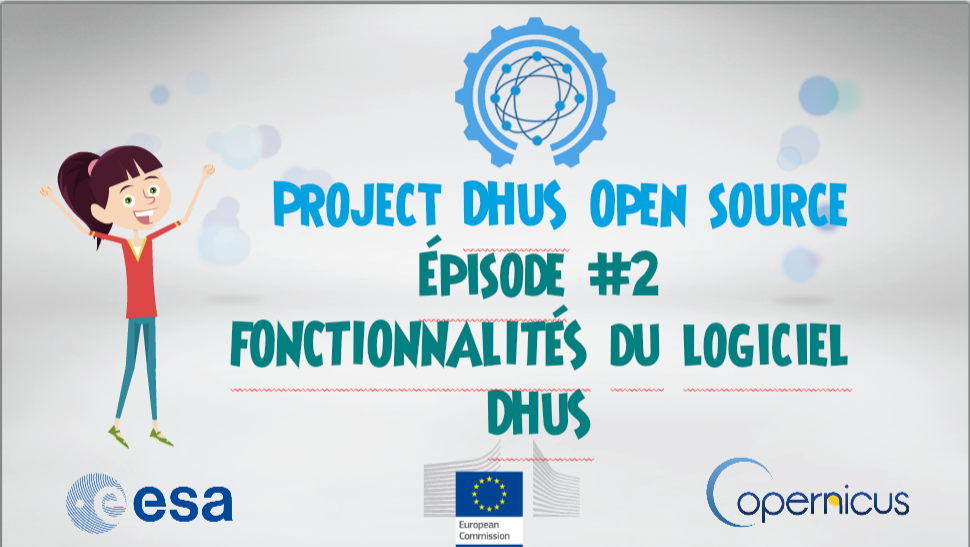 PROJECT DHUS OPEN SOURCE
ÉPISODE #2
FONCTIONNALITÉS DU LOGICIEL
DHUS
esa
European
Commission
opernicus